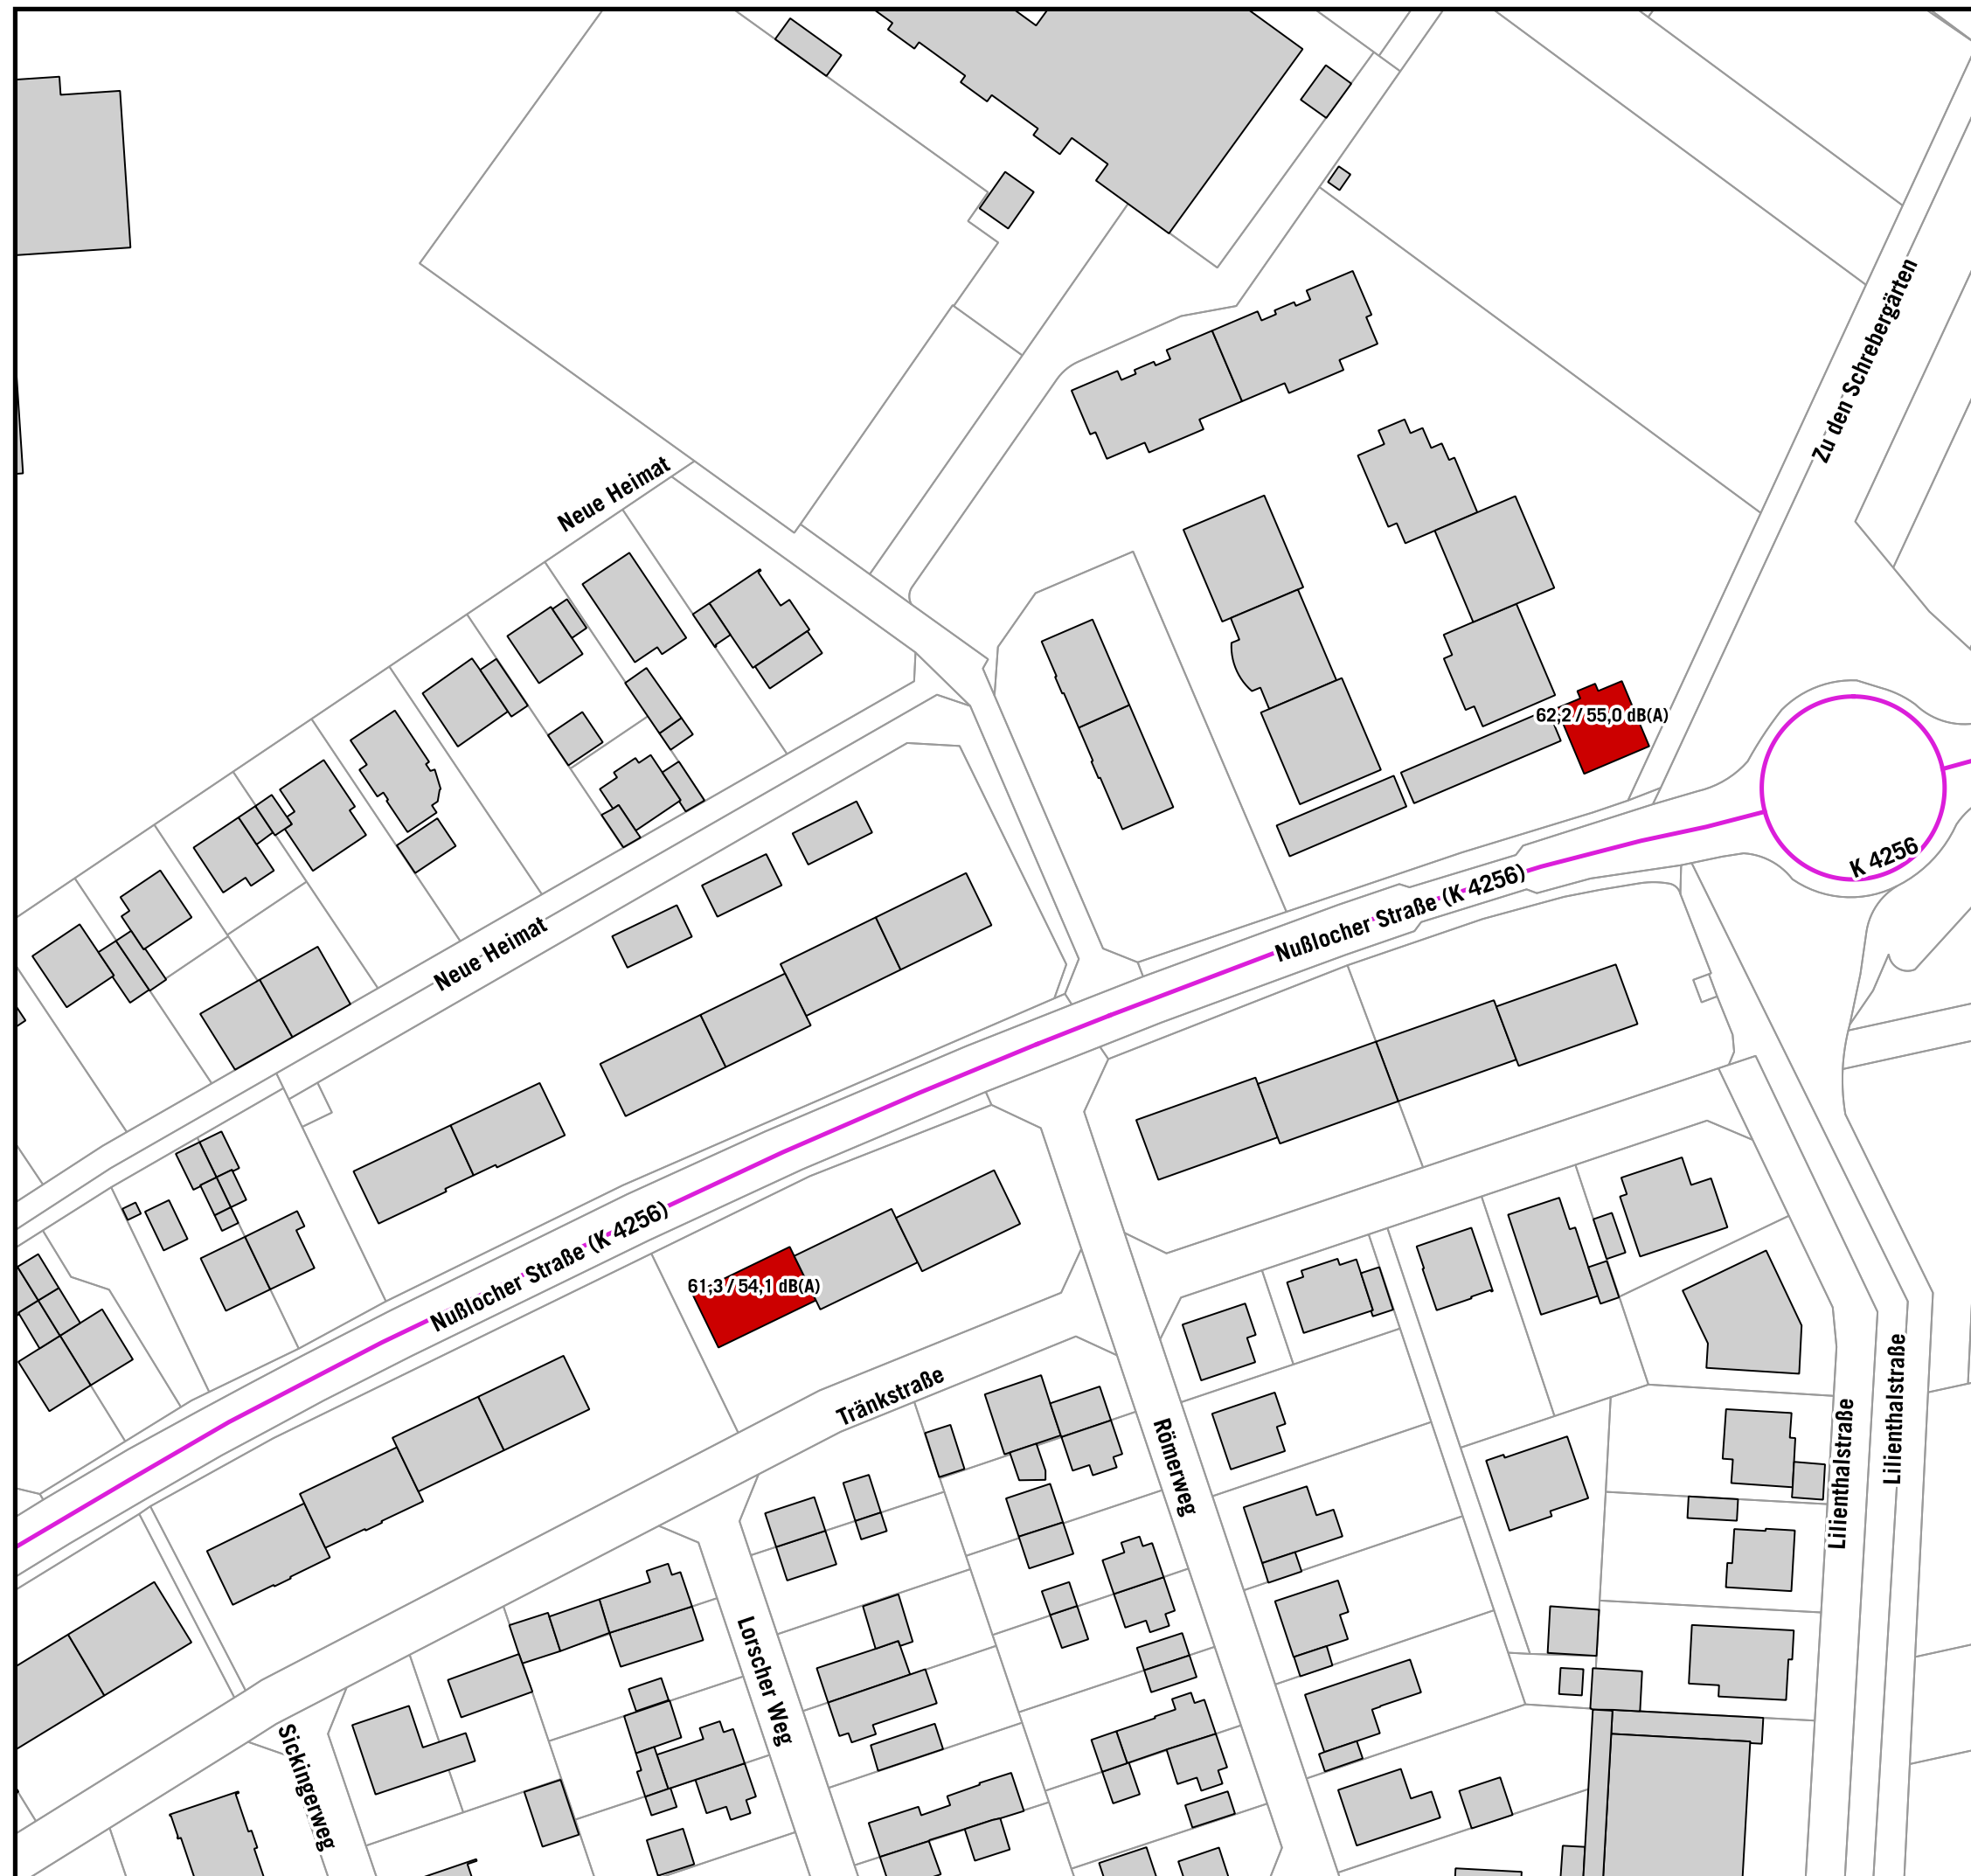 Zu den Schrebergärten
Neue Heimat
62,2 / 55,0 dB(A)
K 4256
Nußlocher Straße (K 4256)
Neue Heimat
Nußlocher Straße (K 4256)
61,3 / 54,1 dB(A)
Tränkstraße
Römerweg
Lilienthalstraße
Lilienthalstraße
Lorscher Weg
Sickingerweg